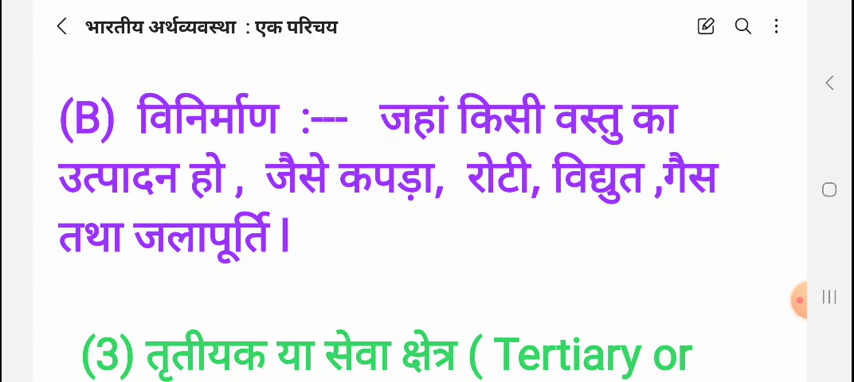 भारतीय अर्थव्यवस्था : एक परिचय
(B) विनिर्माण :--- जहां किसी वस्तु का
उत्पादन हो , जैसे कपड़ा, रोटी, विद्युत ,गैस
तथा जलापूर्ति l
(3) तृतीयक या सेवा क्षेत्र ( Tertiary or